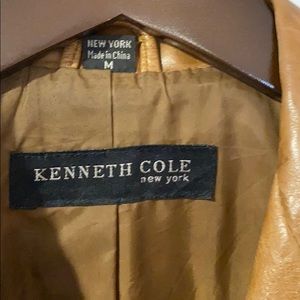 NEW YORK
Made in China
M
KENNETH COLE
new york